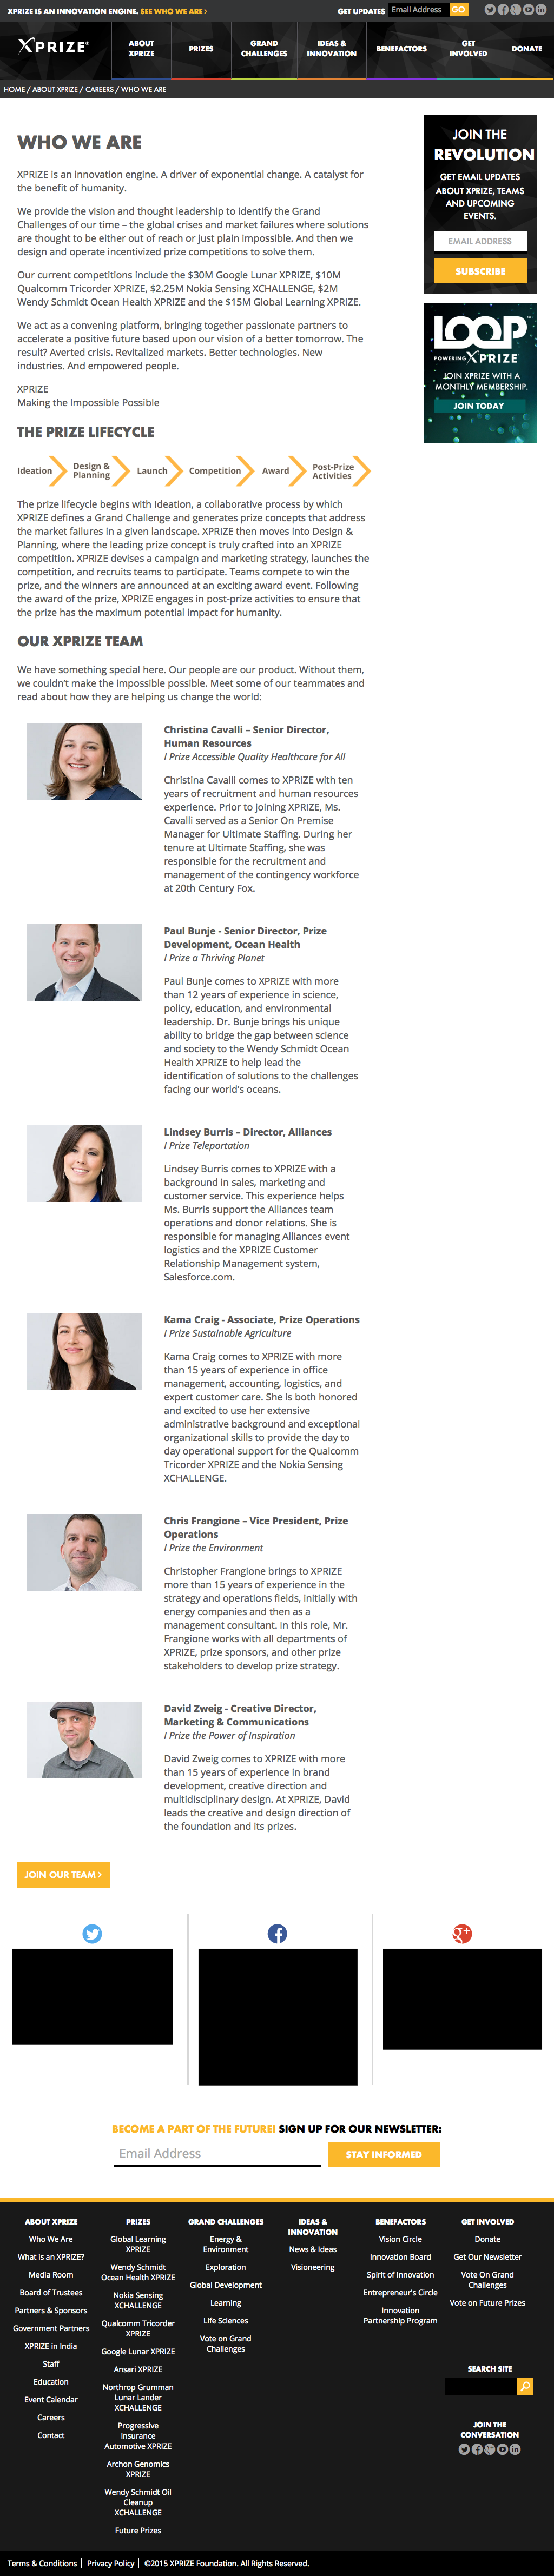 XPRIZE IS AN INNOVATION ENGINE. SEE WHO WE ARE >
GET UPDATES Email Address GO
XPRIZE
ABOUT XPRIZE
PRIZES
GRAND CHALLENGES
IDEAS & INNOVATION
BENEFACTORS
GET INVOLVED
DONATE
HOME / ABOUT XPRIZE / CAREERS / WHO WE ARE
WHO WE ARE
XPRIZE is an innovation engine. A driver of exponential change. A catalyst for
the benefit of humanity.
We provide the vision and thought leadership to identify the Grand
Challenges of our time – the global crises and market failures where solutions
are thought to be either out of reach or just plain impossible. And then we
design and operate incentivized prize competitions to solve them.
Our current competitions include the $30M Google Lunar XPRIZE, $10M
Qualcomm Tricorder XPRIZE, $2.25M Nokia Sensing XCHALLENGE, $2M
Wendy Schmidt Ocean Health XPRIZE and the $15M Global Learning XPRIZE.
We act as a convening platform, bringing together passionate partners to
accelerate a positive future based upon our vision of a better tomorrow. The
result? Averted crisis. Revitalized markets. Better technologies. New
industries. And empowered people.
XPRIZE
Making the Impossible Possible
THE PRIZE LIFECYCLE
Ideation
Design & Planning
Launch
Competition
Award
Post-Prize Activities
The prize lifecycle begins with Ideation, a collaborative process by which
XPRIZE defines a Grand Challenge and generates prize concepts that address
the market failures in a given landscape. XPRIZE then moves into Design &
Planning, where the leading prize concept is truly crafted into an XPRIZE
competition. XPRIZE devises a campaign and marketing strategy, launches the
competition, and recruits teams to participate. Teams compete to win the
prize, and the winners are announced at an exciting award event. Following
the award of the prize, XPRIZE engages in post-prize activities to ensure that
the prize has the maximum potential impact for humanity.
OUR XPRIZE TEAM
We have something special here. Our people are our product. Without them,
we couldn't make the impossible possible. Meet some of our teammates and
read about how they are helping us change the world:
Christina Cavalli – Senior Director,
Human Resources
I Prize Accessible Quality Healthcare for All
Christina Cavalli comes to XPRIZE with ten
years of recruitment and human resources
experience. Prior to joining XPRIZE, Ms.
Cavalli served as a Senior On Premise
Manager for Ultimate Staffing. During her
tenure at Ultimate Staffing, she was
responsible for the recruitment and
management of the contingency workforce
at 20th Century Fox.
Paul Bunje - Senior Director, Prize
Development, Ocean Health
I Prize a Thriving Planet
Paul Bunje comes to XPRIZE with more
than 12 years of experience in science,
policy, education, and environmental
leadership. Dr. Bunje brings his unique
ability to bridge the gap between science
and society to the Wendy Schmidt Ocean
Health XPRIZE to help lead the
identification of solutions to the challenges
facing our world's oceans.
Lindsey Burris – Director, Alliances
I Prize Teleportation
Lindsey Burris comes to XPRIZE with a
background in sales, marketing and
customer service. This experience helps
Ms. Burris support the Alliances team
operations and donor relations. She is
responsible for managing Alliances event
logistics and the XPRIZE Customer
Relationship Management system,
Salesforce.com.
Kama Craig - Associate, Prize Operations
I Prize Sustainable Agriculture
Kama Craig comes to XPRIZE with more
than 15 years of experience in office
management, accounting, logistics, and
expert customer care. She is both honored
and excited to use her extensive
administrative background and exceptional
organizational skills to provide the day to
day operational support for the Qualcomm
Tricorder XPRIZE and the Nokia Sensing
XCHALLENGE.
Chris Frangione – Vice President, Prize
Operations
I Prize the Environment
Christopher Frangione brings to XPRIZE
more than 15 years of experience in the
strategy and operations fields, initially with
energy companies and then as a
management consultant. In this role, Mr.
Frangione works with all departments of
XPRIZE, prize sponsors, and other prize
stakeholders to develop prize strategy.
David Zweig - Creative Director,
Marketing & Communications
I Prize the Power of Inspiration
David Zweig comes to XPRIZE with more
than 15 years of experience in brand
development, creative direction and
multidisciplinary design. At XPRIZE, David
leads the creative and design direction of
the foundation and its prizes.
JOIN OUR TEAM >
JOIN THE
REVOLUTION
GET EMAIL UPDATES
ABOUT XPRIZE, TEAMS
AND UPCOMING
EVENTS.
EMAIL ADDRESS
SUBSCRIBE
LOOP
POWERING XPRIZE
JOIN XPRIZE WITH A
MONTHLY MEMBERSHIP.
JOIN TODAY
BECOME A PART OF THE FUTURE! SIGN UP FOR OUR NEWSLETTER:
Email Address
STAY INFORMED
ABOUT XPRIZE
Who We Are
What is an XPRIZE?
Media Room
Board of Trustees
Partners & Sponsors
Government Partners
XPRIZE in India
Staff
Education
Event Calendar
Careers
Contact
PRIZES
Global Learning
XPRIZE
Wendy Schmidt
Ocean Health XPRIZE
Nokia Sensing
XCHALLENGE
Qualcomm Tricorder
XPRIZE
Google Lunar XPRIZE
Ansari XPRIZE
Northrop Grumman
Lunar Lander
XCHALLENGE
Progressive
Insurance
Automotive XPRIZE
Archon Genomics
XPRIZE
Wendy Schmidt Oil
Cleanup
XCHALLENGE
Future Prizes
GRAND CHALLENGES
Energy &
Environment
Exploration
Global Development
Learning
Life Sciences
Vote on Grand
Challenges
IDEAS &
INNOVATION
News & Ideas
Visioneering
BENEFACTORS
Vision Circle
Innovation Board
Spirit of Innovation
Entrepreneur's Circle
Innovation
Partnership Program
GET INVOLVED
Donate
Get Our Newsletter
Vote On Grand
Challenges
Vote on Future Prizes
SEARCH SITE
JOIN THE
CONVERSATION
Terms & Conditions | Privacy Policy | ©2015 XPRIZE Foundation. All Rights Reserved.